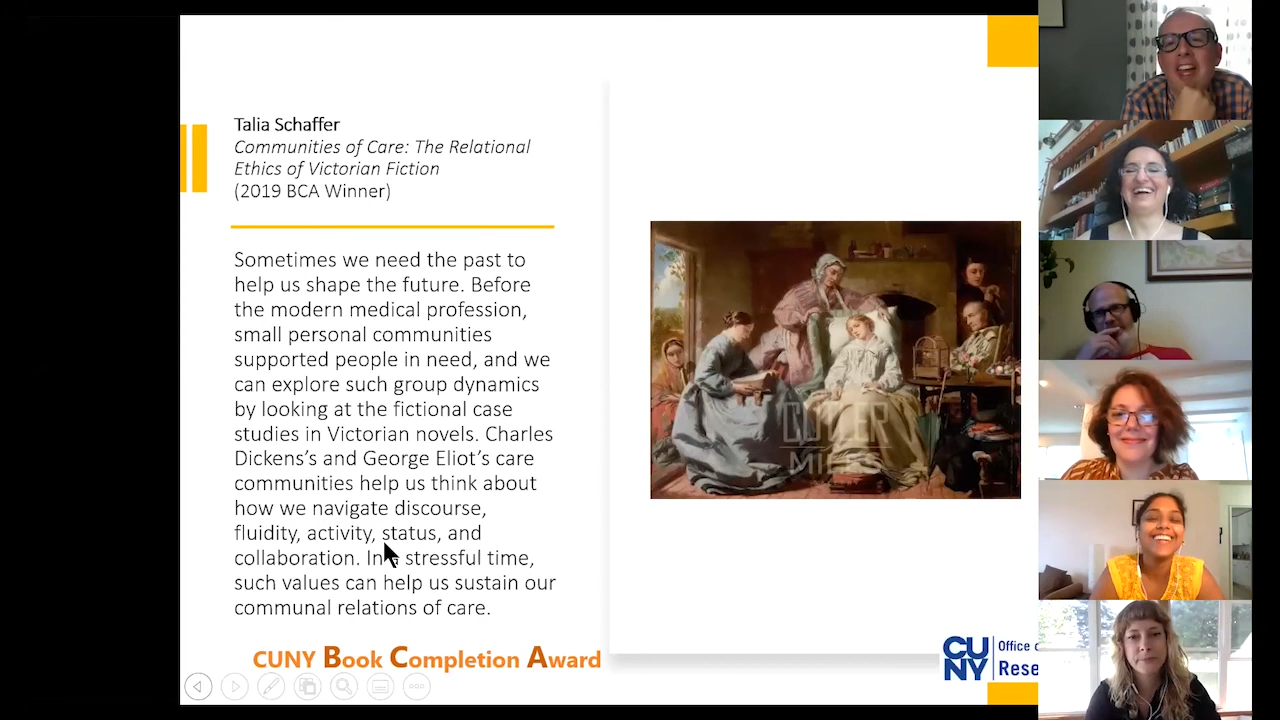 Talia Schaffer
Communities of Care: The Relational
Ethics of Victorian Fiction
(2019 BCA Winner)
Sometimes we need the past to
help us shape the future. Before
the modern medical profession,
small personal communities
supported people in need, and we
can explore such group dynamics
by looking at the fictional case
studies in Victorian novels. Charles
Dickens’s and George Eliot’s care
communities help us think about
how we navigate discourse,
fluidity, activity, status, and
collaboration. In a stressful time,
such values can help us sustain our
communal relations of care.
CUTLER
MILES
CUNY Book Completion Award
CU
NY
Office o
Rese